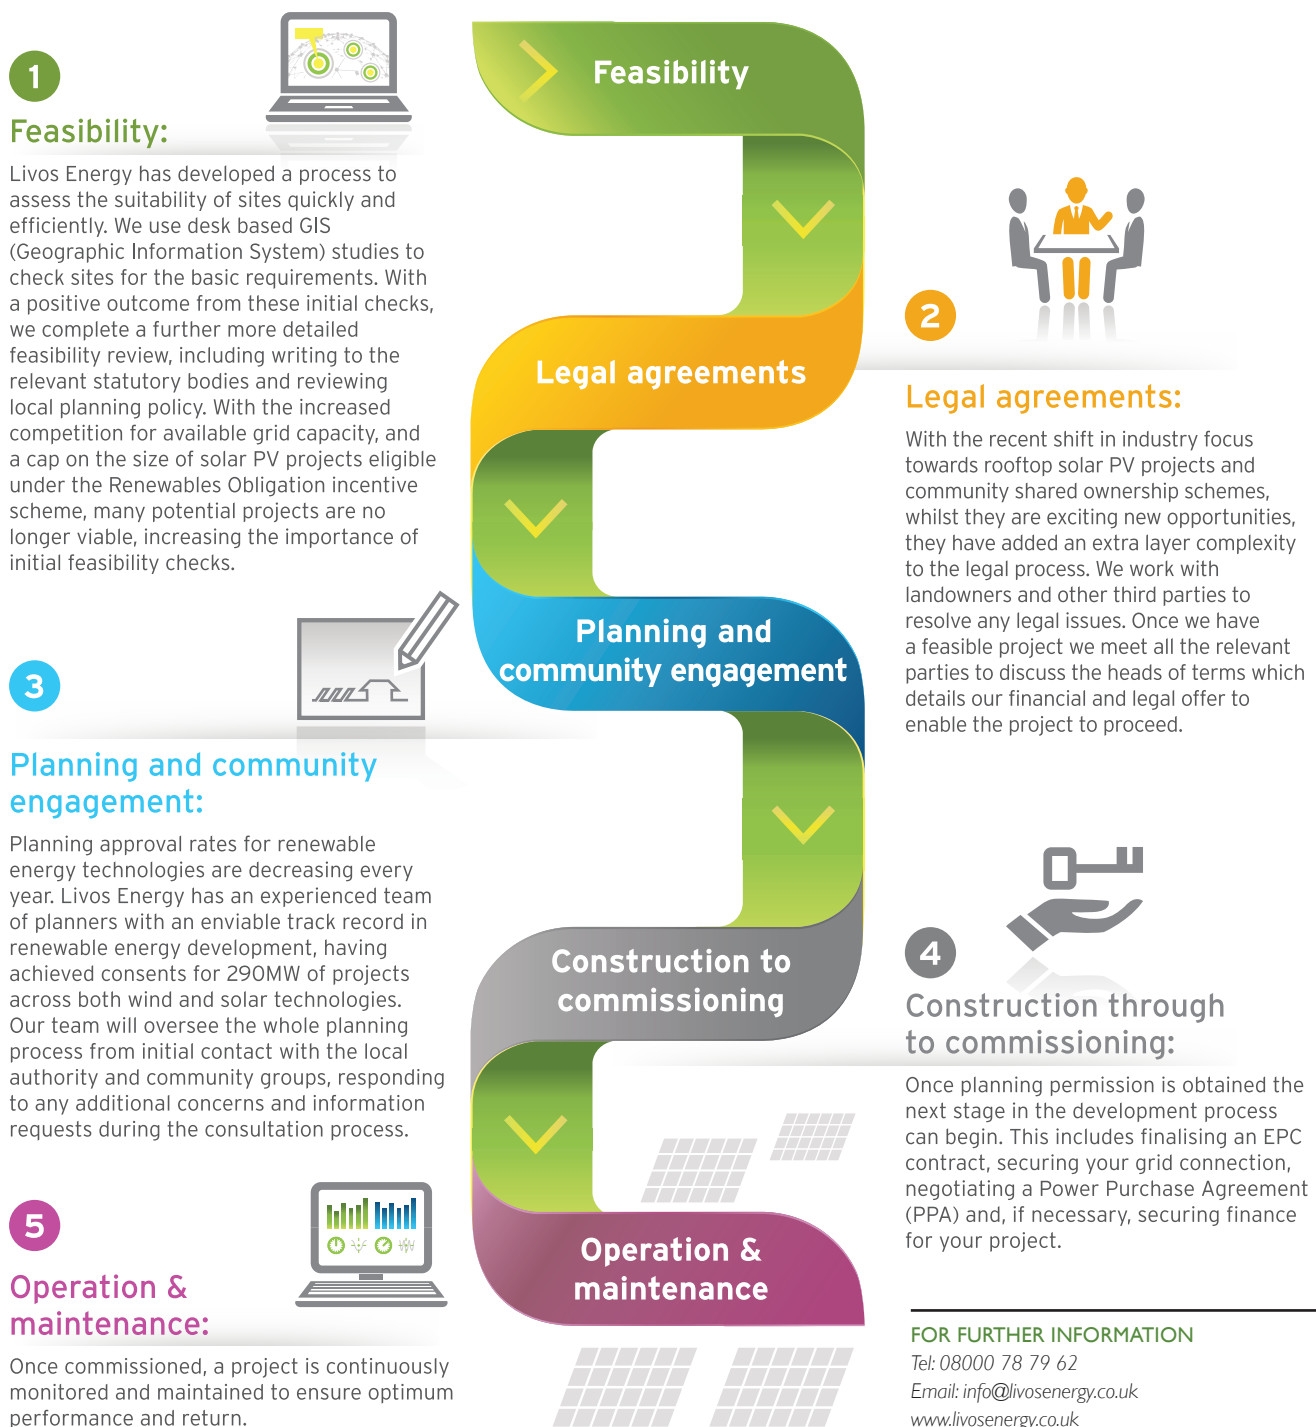 1
Feasibility:
Livos Energy has developed a process to
assess the suitability of sites quickly and
efficiently. We use desk based GIS
(Geographic Information System) studies to
check sites for the basic requirements. With
a positive outcome from these initial checks,
we complete a further more detailed
feasibility review, including writing to the
relevant statutory bodies and reviewing
local planning policy. With the increased
competition for available grid capacity, and
a cap on the size of solar PV projects eligible
under the Renewables Obligation incentive
scheme, many potential projects are no
longer viable, increasing the importance of
initial feasibility checks.
Feasibility
Legal agreements
Planning and
community engagement
Construction to
commissioning
Operation &
maintenance
2
Legal agreements:
With the recent shift in industry focus
towards rooftop solar PV projects and
community shared ownership schemes,
whilst they are exciting new opportunities,
they have added an extra layer complexity
to the legal process. We work with
landowners and other third parties to
resolve any legal issues. Once we have
a feasible project we meet all the relevant
parties to discuss the heads of terms which
details our financial and legal offer to
enable the project to proceed.
3
Planning and community
engagement:
Planning approval rates for renewable
energy technologies are decreasing every
year. Livos Energy has an experienced team
of planners with an enviable track record in
renewable energy development, having
achieved consents for 290MW of projects
across both wind and solar technologies.
Our team will oversee the whole planning
process from initial contact with the local
authority and community groups, responding
to any additional concerns and information
requests during the consultation process.
4
Construction through
to commissioning:
Once planning permission is obtained the
next stage in the development process
can begin. This includes finalising an EPC
contract, securing your grid connection,
negotiating a Power Purchase Agreement
(PPA) and, if necessary, securing finance
for your project.
5
Operation &
maintenance:
Once commissioned, a project is continuously
monitored and maintained to ensure optimum
performance and return.
FOR FURTHER INFORMATION
Tel: 08000 78 79 62
Email: info@livosenergy.co.uk
www.livosenergy.co.uk